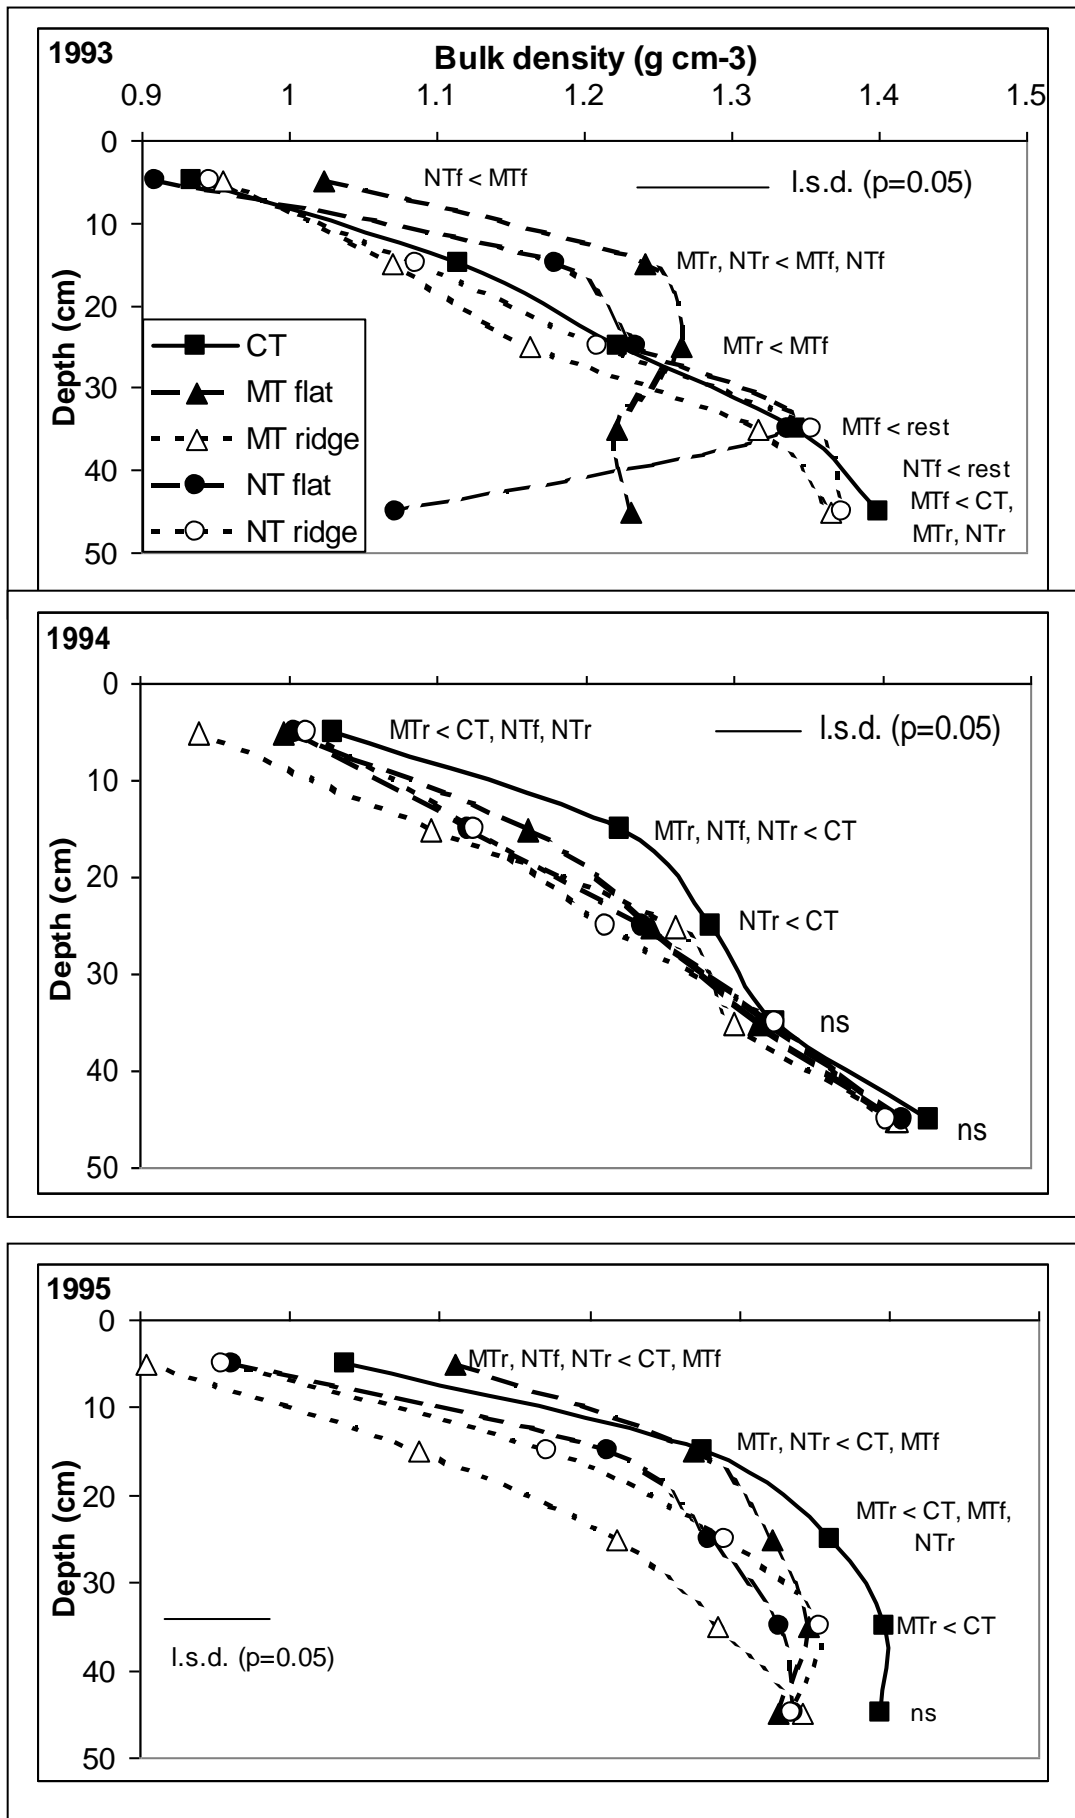 1993
Bulk density (g cm-3)
0.9 1 1.1 1.2 1.3 1.4 1.5
Depth (cm)
0
10
20
30
40
50
NTf < MTf
l.s.d. (p=0.05)
MTr, NTr < MTf, NTf
MTr < MTf
MTf < rest
NTf < rest
MTf < CT,
MTr, NTr
CT
MT flat
MT ridge
NT flat
NT ridge
1994
Depth (cm)
0
10
20
30
40
50
MTr < CT, NTf, NTr
l.s.d. (p=0.05)
MTr, NTf, NTr < CT
NTr < CT
ns
ns
1995
Depth (cm)
0
10
20
30
40
50
MTr, NTf, NTr < CT, MTf
MTr, NTr < CT, MTf
MTr < CT, MTf,
NTr
MTr < CT
l.s.d. (p=0.05)
ns